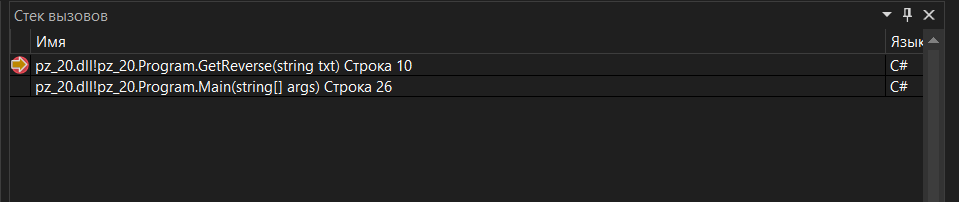 Стек вызовов
Имя Язык
pz_20.dll!pz_20.Program.GetReverse(string txt) Строка 10 C#
pz_20.dll!pz_20.Program.Main(string[] args) Строка 26 C#